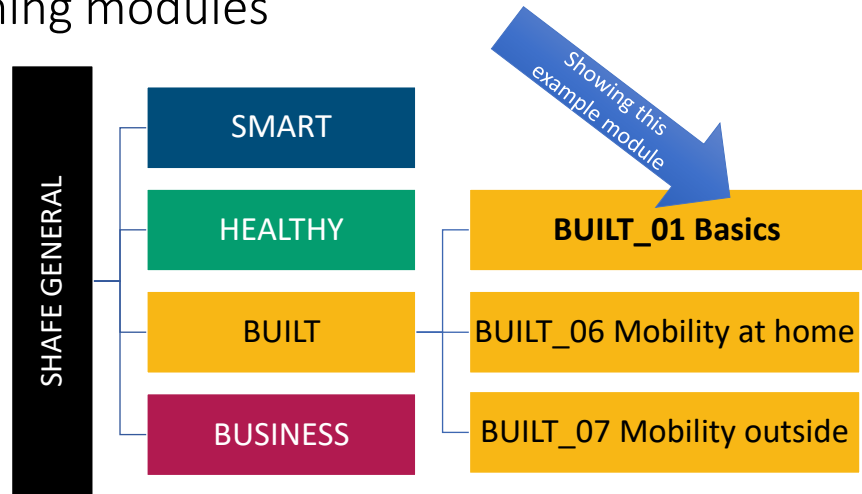 modules
Showing this
example module
SHAFE GENERAL
SMART
HEALTHY
BUILT
BUSINESS
BUILT_01 Basics
BUILT_06 Mobility at home
BUILT_07 Mobility outside